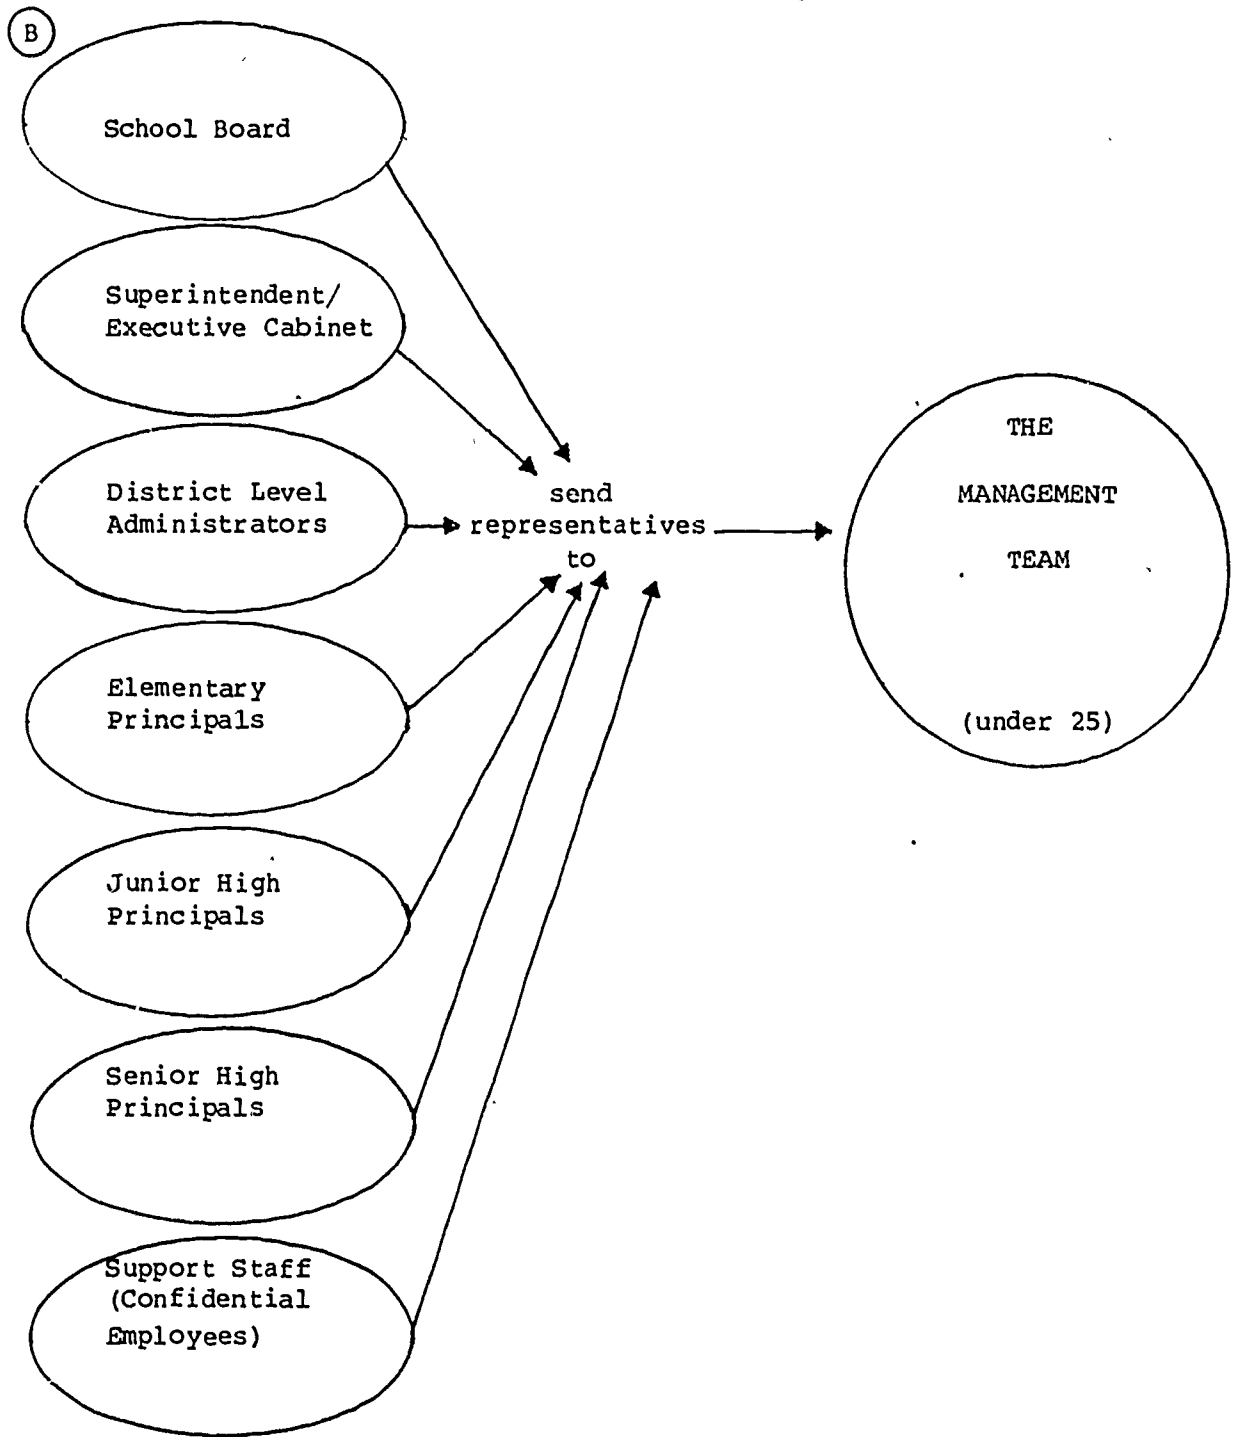 B
School Board
Superintendent/
Executive Cabinet
District Level
Administrators
Elementary
Principals
Junior High
Principals
Senior High
Principals
Support Staff
(Confidential
Employees)
send
representatives
to
THE
MANAGEMENT
TEAM
(under 25)